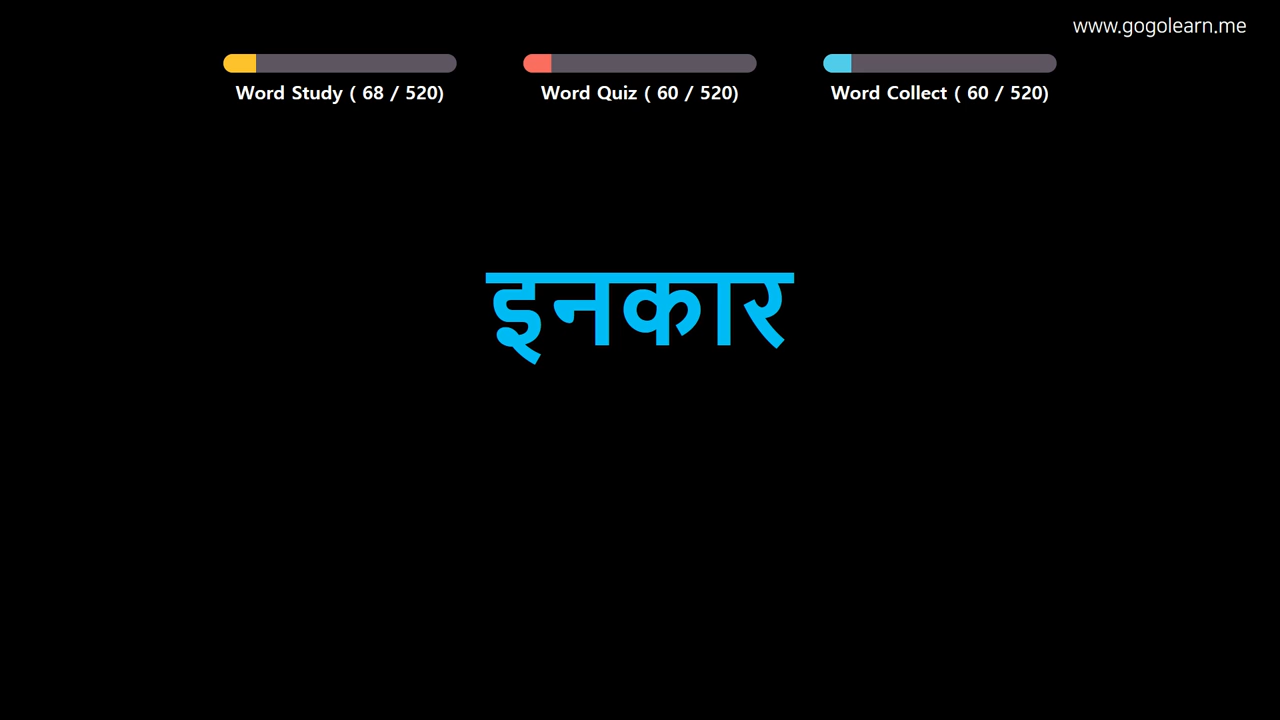 www.gogolearn.me
Word Study ( 68 / 520)
Word Quiz ( 60 / 520)
Word Collect ( 60 / 520)
इनकार